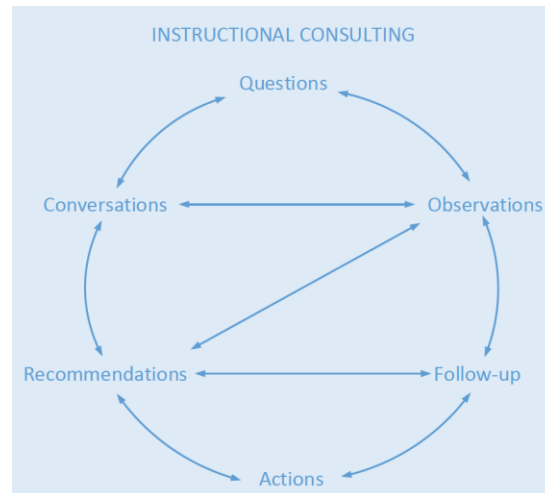 INSTRUCTIONAL CONSULTING
Questions
Conversations
Observations
Recommendations
Follow-up
Actions